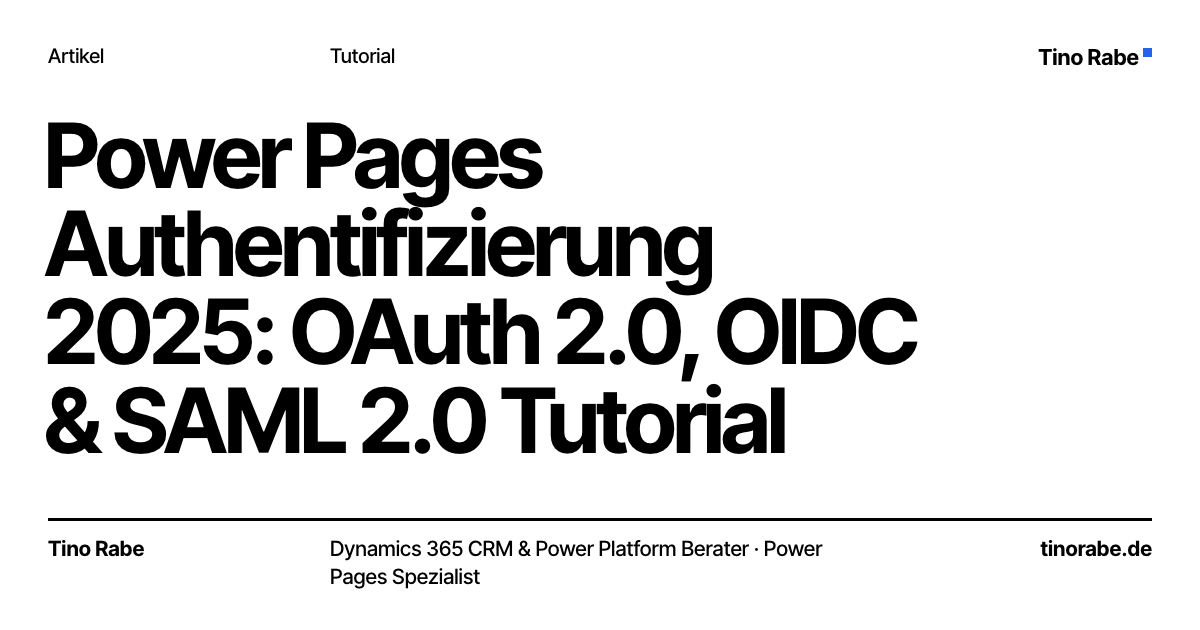 Artikel
Tutorial
Tino Rabe
Power Pages
Authentifizierung
2025: OAuth 2.0, OIDC
& SAML 2.0 Tutorial
Tino Rabe
Dynamics 365 CRM & Power Platform Berater · Power
Pages Spezialist
tinorabe.de